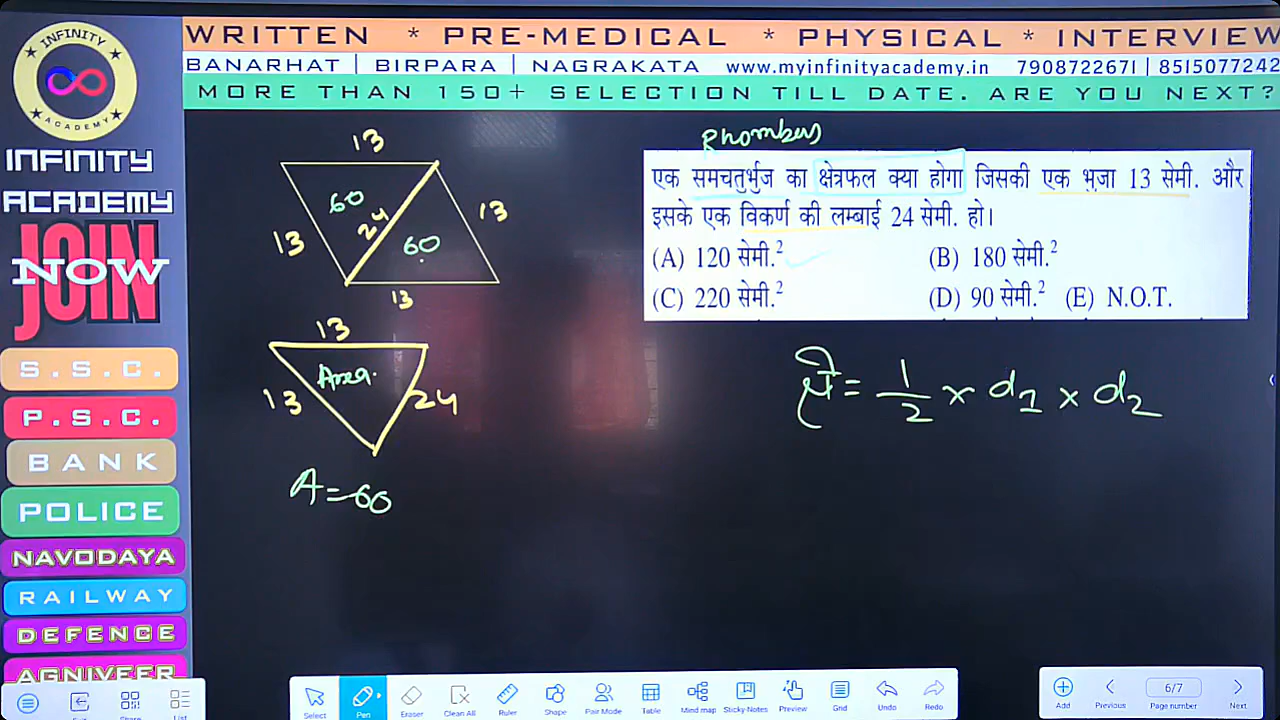 INFINITY
ACADEMY
INFINITY
ACADEMY
JOIN
NOW
S.S.C.
P.S.C.
BANK
POLICE
NAVODAYA
RAILWAY
DEFENCE
AGNIVEER
WRITTEN * PRE-MEDICAL * PHYSICAL * INTERVIEW
BANARHAT | BIRPARA | NAGRAKATA www.myinfinityacademy.in 7908722671 | 8515077242
MORE THAN 150+ SELECTION TILL DATE. ARE YOU NEXT?
13
60
24
13
13
60
13
13
Area.
13
24
A=60
Rhombus
एक समचतुर्भुज का क्षेत्रफल क्या होगा जिसकी एक भुजा 13 सेमी. और
इसके एक विकर्ण की लम्बाई 24 सेमी. हो।
(A) 120 सेमी.² (B) 180 सेमी.²
(C) 220 सेमी.² (D) 90 सेमी.² (E) N.O.T.
= 1/2 × d1 × d2
Select Pen Eraser Clean All Ruler Shape Pair Mode Table Mind map Sticky-Notes Preview Grid Undo Redo
Share List
6/7
Add Previous Page number Next